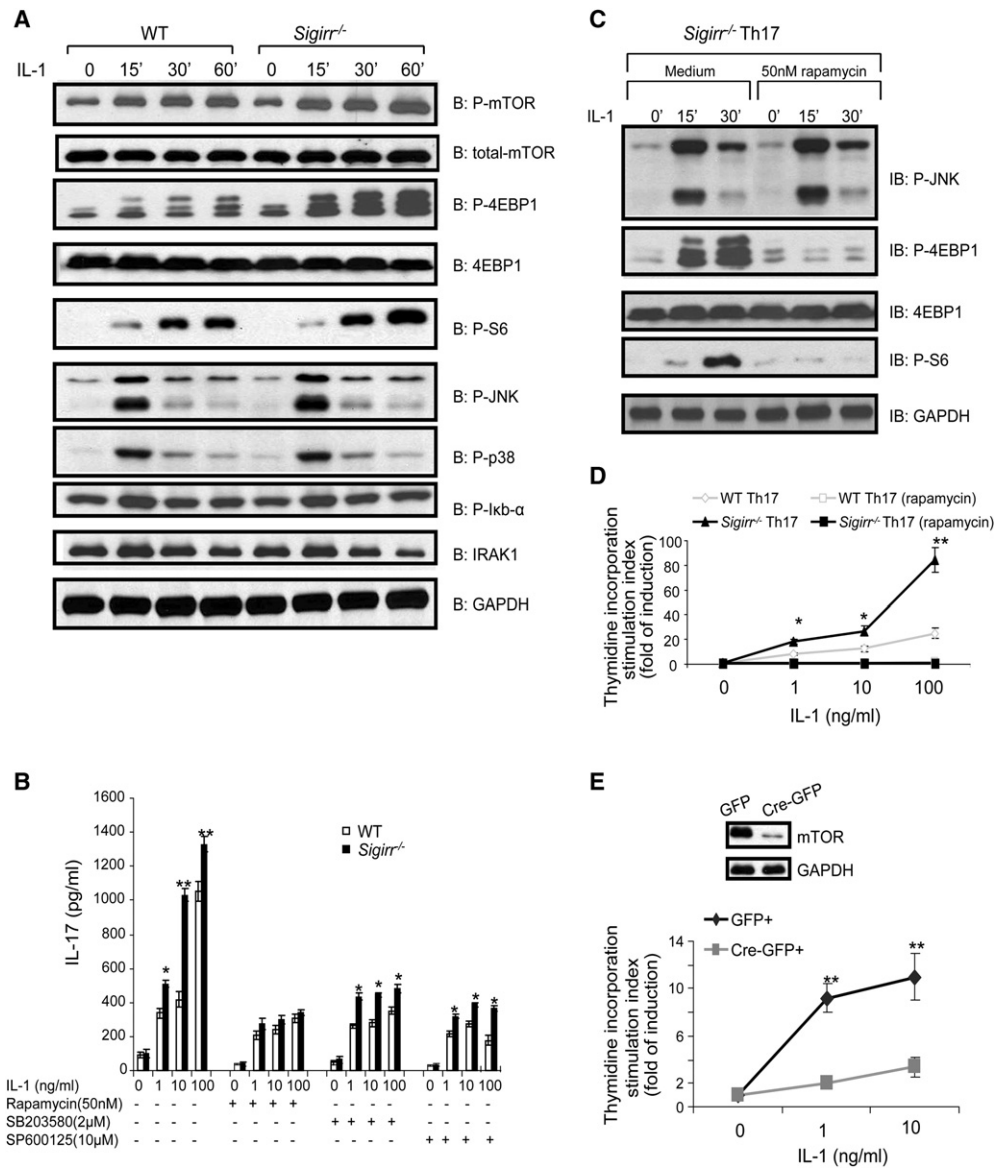 A
WT Sigirr-/-
IL-1 0 15' 30' 60' 0 15' 30' 60'
B: P-mTOR
B: total-mTOR
B: P-4EBP1
B: 4EBP1
B: P-S6
B: P-JNK
B: P-p38
B: P-Iκb-α
B: IRAK1
B: GAPDH
B
1600
1400
1200
1000
800
600
400
200
0
IL-17 (pg/ml)
WT
Sigirr-/-
* ** ** * * * * * *
IL-1 (ng/ml) 0 1 10 100 0 1 10 100 0 1 10 100 0 1 10 100
Rapamycin(50nM) - - - - + + + + - - - - - - - -
SB203580(2μM) - - - - - - - - + + + + - - - -
SP600125(10μM) - - - - - - - - - - - - + + + +
C
Sigirr-/- Th17
Medium 50nM rapamycin
IL-1 0' 15' 30' 0' 15' 30'
IB: P-JNK
IB: P-4EBP1
IB: 4EBP1
IB: P-S6
IB: GAPDH
D
WT Th17 WT Th17 (rapamycin)
Sigirr-/- Th17 Sigirr-/- Th17 (rapamycin)
Thymidine incorporation
stimulation index
(fold of induction)
100
80
60
40
20
0
* * **
0 1 10 100
IL-1 (ng/ml)
E
GFP Cre-GFP
mTOR
GAPDH
GFP+
Cre-GFP+
Thymidine incorporation
stimulation index
(fold of induction)
14
12
10
6
4
2
0
** **
0 1 10
IL-1 (ng/ml)